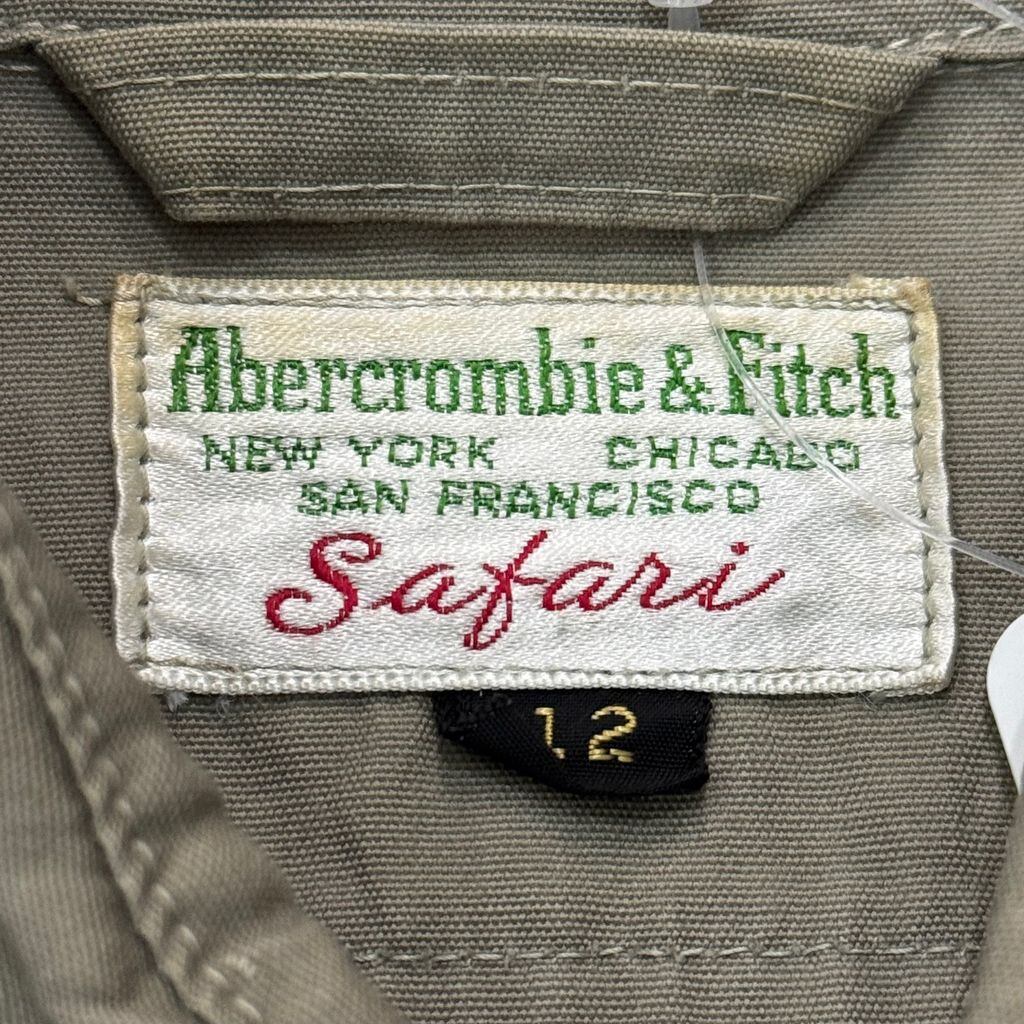 Abercrombie & Fitch
NEW YORK CHICAGO
SAN FRANCISCO
Safari
12